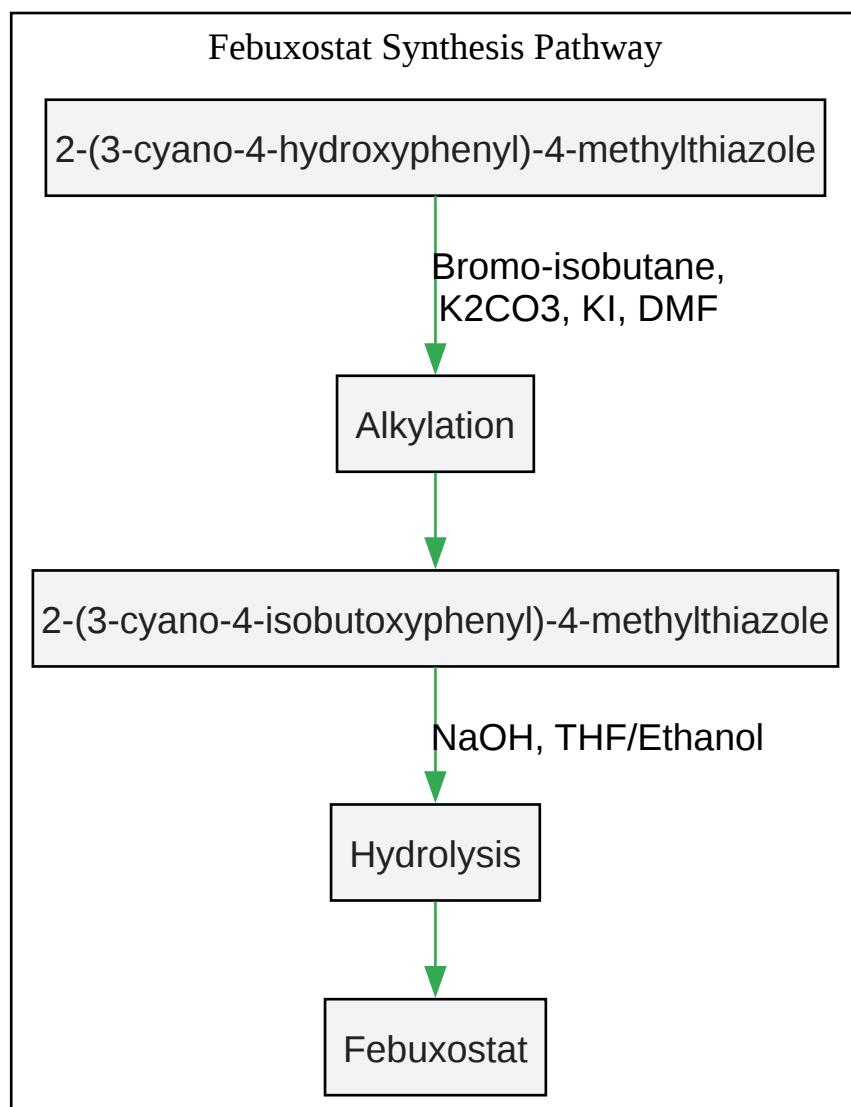 Febuxostat Synthesis Pathway
2-(3-cyano-4-hydroxyphenyl)-4-methylthiazole
Bromo-isobutane,
K2CO3, KI, DMF
Alkylation
2-(3-cyano-4-isobutoxyphenyl)-4-methylthiazole
NaOH, THF/Ethanol
Hydrolysis
Febuxostat